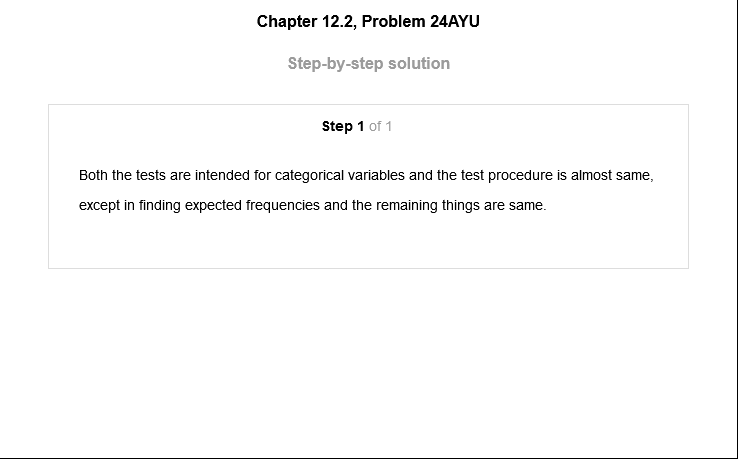 Chapter 12.2, Problem 24AYU
Step-by-step solution
Step 1 of 1
Both the tests are intended for categorical variables and the test procedure is almost same,
except in finding expected frequencies and the remaining things are same.